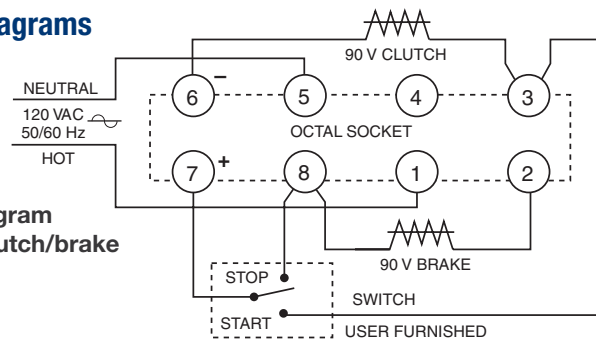 agrams
90 V CLUTCH
NEUTRAL
120 VAC
50/60 Hz
HOT
6 − 5 4 3
OCTAL SOCKET
7 + 8 1 2
gram
utch/brake
90 V BRAKE
STOP
SWITCH
START
USER FURNISHED